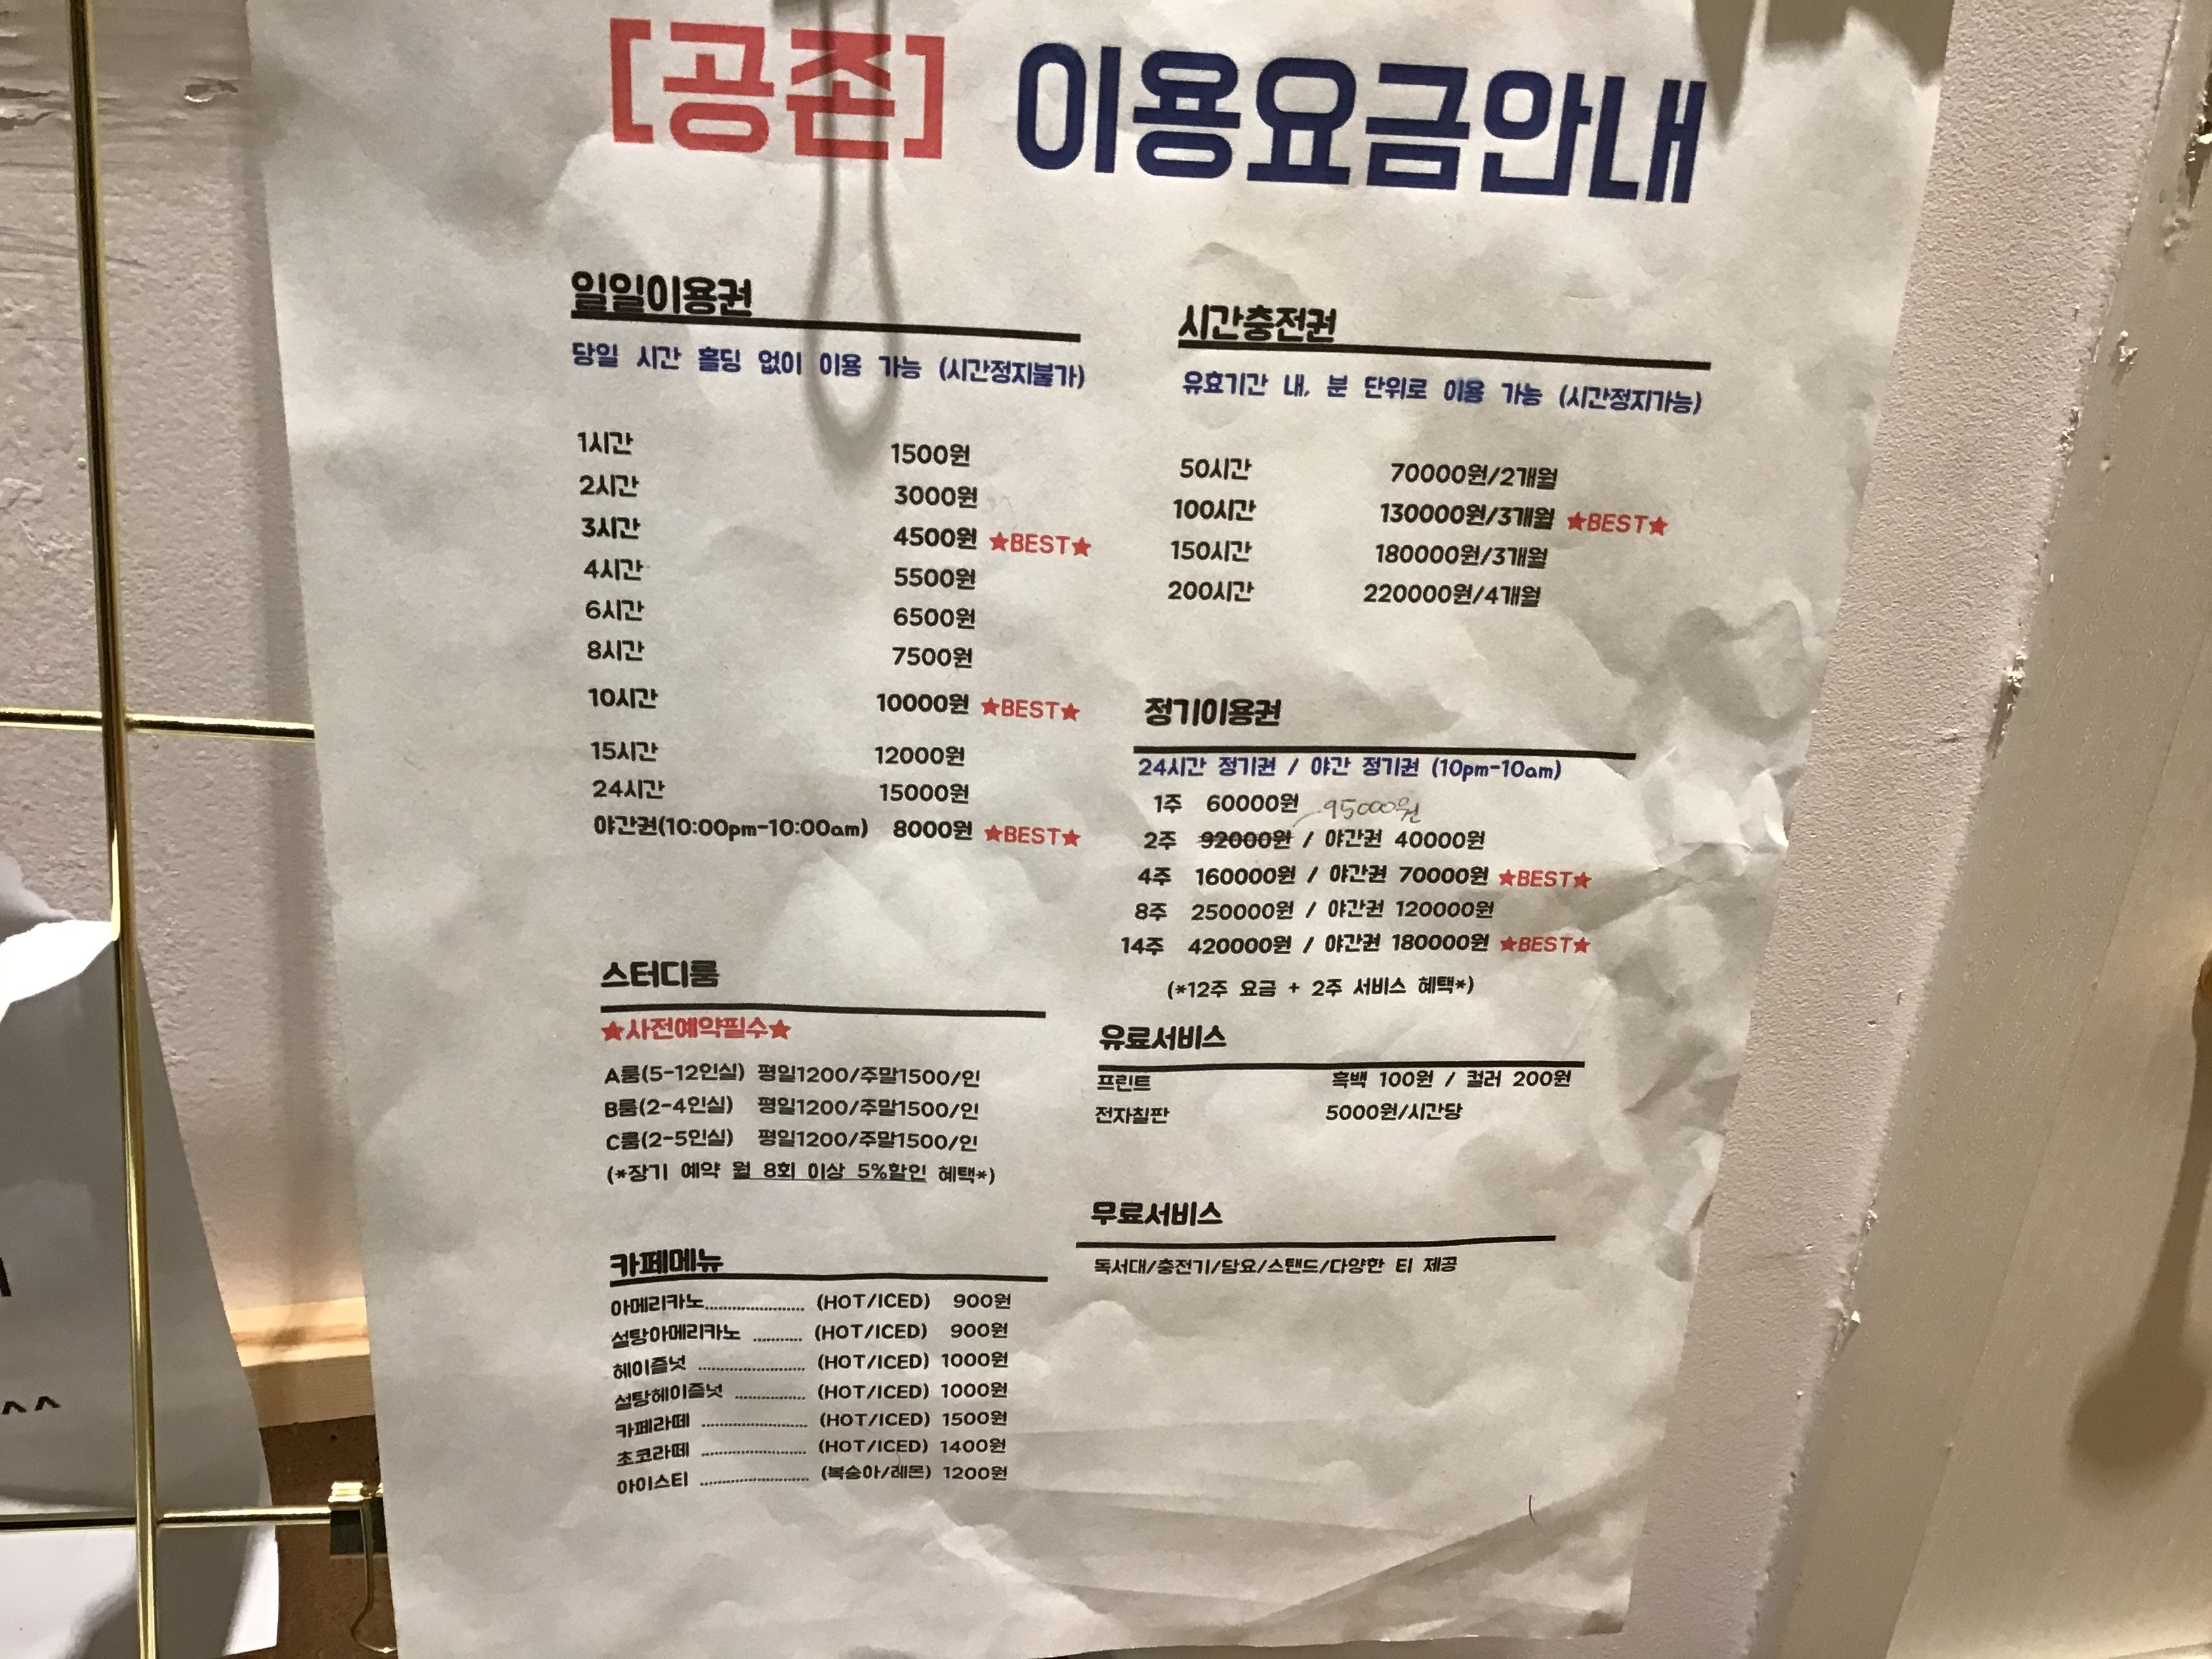 [공존] 이용요금안내
일일이용권
당일 시간 홀딩 없이 이용 가능 (시간정지불가)
1시간 1500원
2시간 3000원
3시간 4500원 ★BEST★
4시간 5500원
6시간 6500원
8시간 7500원
10시간 10000원 ★BEST★
15시간 12000원
24시간 15000원
야간권(10:00pm-10:00am) 8000원 ★BEST★
시간충전권
유효기간 내, 분 단위로 이용 가능 (시간정지가능)
50시간 70000원/2개월
100시간 130000원/3개월 ★BEST★
150시간 180000원/3개월
200시간 220000원/4개월
정기이용권
24시간 정기권 / 야간 정기권 (10pm-10am)
1주 60000원
95000원
2주 92000원 / 야간권 40000원
4주 160000원 / 야간권 70000원 ★BEST★
8주 250000원 / 야간권 120000원
14주 420000원 / 야간권 180000원 ★BEST★
(*12주 요금 + 2주 서비스 혜택*)
스터디룸
★사전예약필수★
A룸(5-12인실) 평일1200/주말1500/인
B룸(2-4인실) 평일1200/주말1500/인
C룸(2-5인실) 평일1200/주말1500/인
(*장기 예약 월 8회 이상 5%할인 혜택*)
유료서비스
프린트 흑백 100원 / 컬러 200원
전자칠판 5000원/시간당
무료서비스
독서대/충전기/담요/스탠드/다양한 티 제공
카페메뉴
아메리카노...................... (HOT/ICED) 900원
설탕아메리카노 .......... (HOT/ICED) 900원
헤이즐넛 ...................... (HOT/ICED) 1000원
설탕헤이즐넛 .............. (HOT/ICED) 1000원
카페라떼 ...................... (HOT/ICED) 1500원
초코라떼 ...................... (HOT/ICED) 1400원
아이스티 ...................... (복숭아/레몬) 1200원
^^